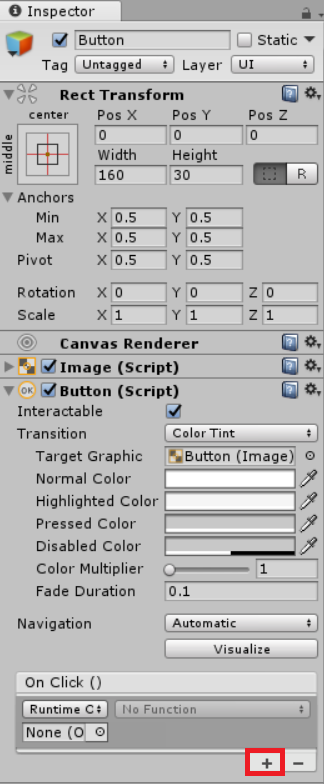 Inspector
Button Static
Tag Untagged Layer UI
Rect Transform
center Pos X Pos Y Pos Z
middle
0 0 0
Width Height
160 30 R
Anchors
Min X 0.5 Y 0.5
Max X 0.5 Y 0.5
Pivot X 0.5 Y 0.5
Rotation X 0 Y 0 Z 0
Scale X 1 Y 1 Z 1
Canvas Renderer
Image (Script)
OK Button (Script)
Interactable
Transition Color Tint
Target Graphic Button (Image)
Normal Color
Highlighted Color
Pressed Color
Disabled Color
Color Multiplier 1
Fade Duration 0.1
Navigation Automatic
Visualize
On Click ()
Runtime O No Function
None (O
+ −